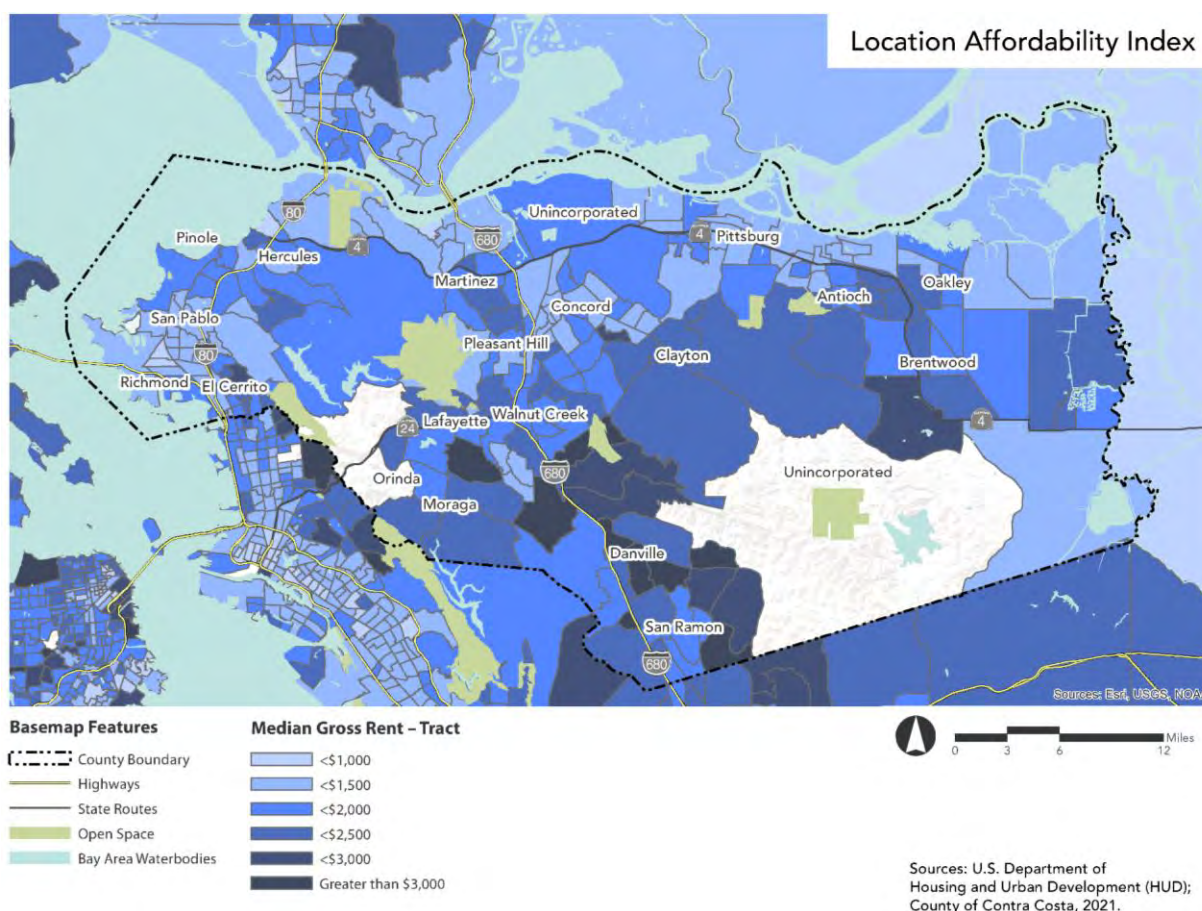 Location Affordability Index
Unincorporated
80
Pinole
4
680
4
Pittsburg
Hercules
Martinez
Oakley
Antioch
San Pablo
Concord
80
Pleasant Hill
Clayton
Brentwood
Richmond
El Cerrito
Lafayette
Walnut Creek
24
4
Orinda
680
Unincorporated
Moraga
Danville
San Ramon
680
Sources: Esri, USGS, NOA
Basemap Features
County Boundary
Highways
State Routes
Open Space
Bay Area Waterbodies
Median Gross Rent – Tract
<$1,000
<$1,500
<$2,000
<$2,500
<$3,000
Greater than $3,000
Miles
0 3 6 12
Sources: U.S. Department of
Housing and Urban Development (HUD);
County of Contra Costa, 2021.